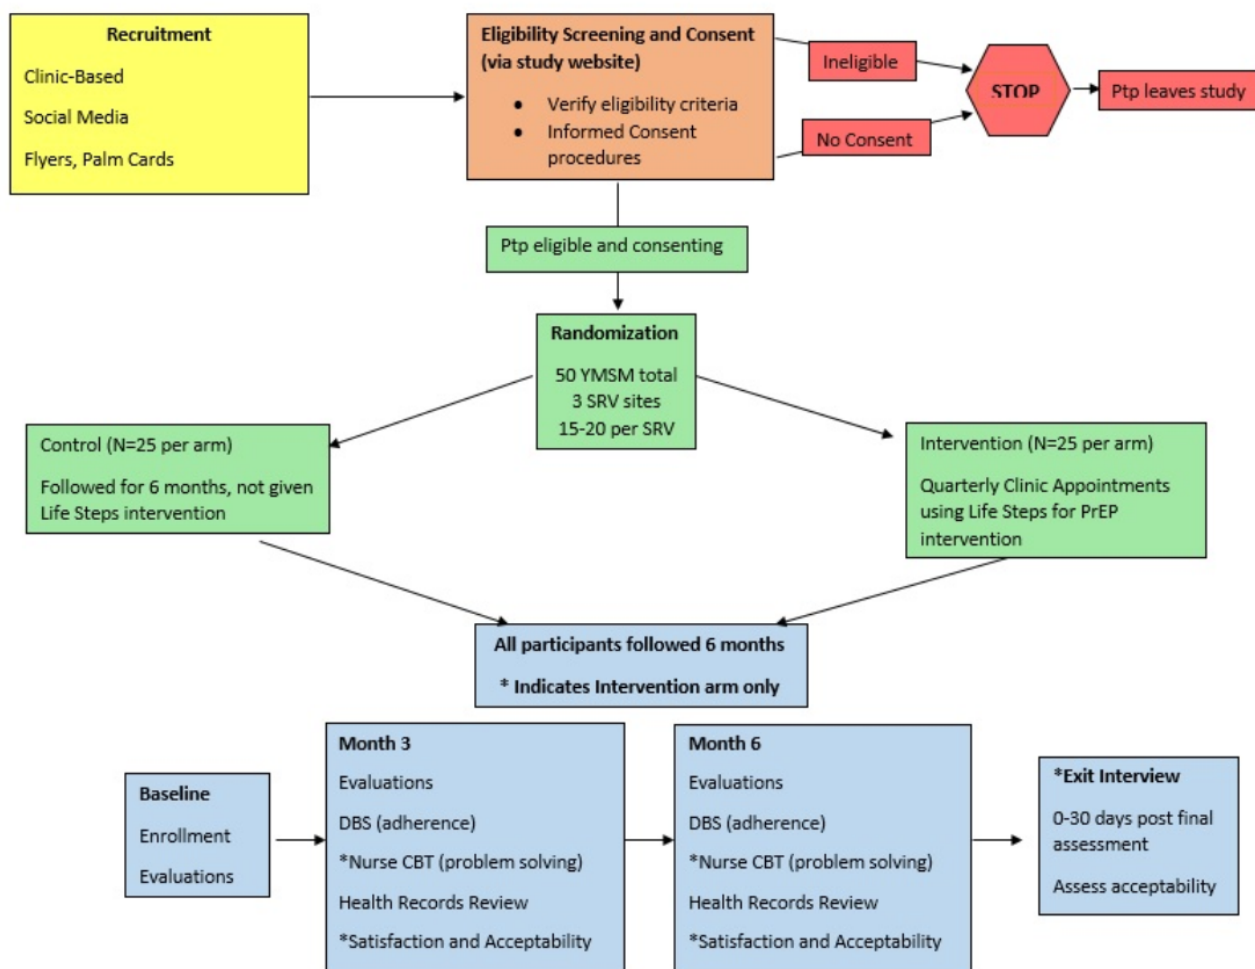 Recruitment
Clinic-Based
Social Media
Flyers, Palm Cards
Eligibility Screening and Consent
(via study website)
● Verify eligibility criteria
● Informed Consent
procedures
Ineligible
No Consent
STOP
Ptp leaves study
Ptp eligible and consenting
Randomization
50 YMSM total
3 SRV sites
15-20 per SRV
Control (N=25 per arm)
Followed for 6 months, not given
Life Steps intervention
Intervention (N=25 per arm)
Quarterly Clinic Appointments
using Life Steps for PrEP
intervention
All participants followed 6 months
* Indicates Intervention arm only
Baseline
Enrollment
Evaluations
Month 3
Evaluations
DBS (adherence)
*Nurse CBT (problem solving)
Health Records Review
*Satisfaction and Acceptability
Month 6
Evaluations
DBS (adherence)
*Nurse CBT (problem solving)
Health Records Review
*Satisfaction and Acceptability
*Exit Interview
0-30 days post final
assessment
Assess acceptability